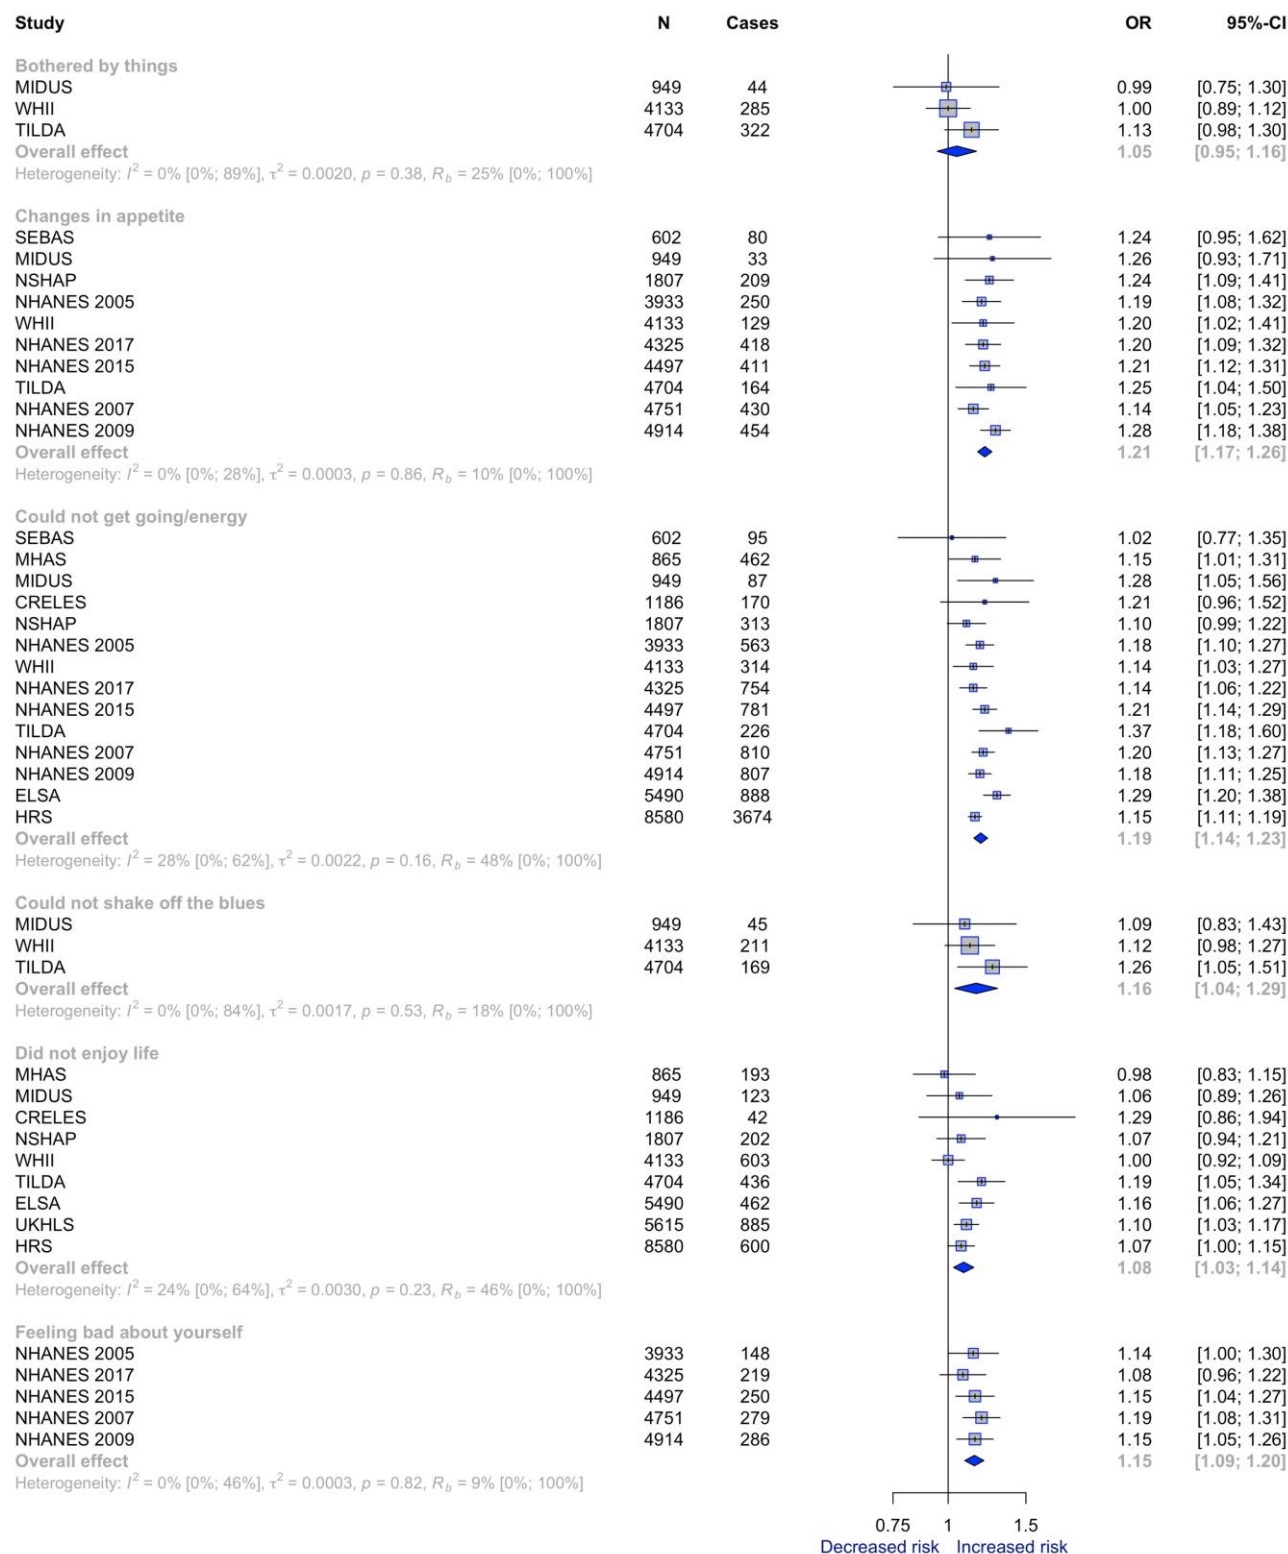 Study N Cases OR 95%-CI
Bothered by things
MIDUS 949 44 0.99 [0.75; 1.30]
WHII 4133 285 1.00 [0.89; 1.12]
TILDA 4704 322 1.13 [0.98; 1.30]
Overall effect 1.05 [0.95; 1.16]
Heterogeneity: I² = 0% [0%; 89%], τ² = 0.0020, p = 0.38, R_b = 25% [0%; 100%]
Changes in appetite
SEBAS 602 80 1.24 [0.95; 1.62]
MIDUS 949 33 1.26 [0.93; 1.71]
NSHAP 1807 209 1.24 [1.09; 1.41]
NHANES 2005 3933 250 1.19 [1.08; 1.32]
WHII 4133 129 1.20 [1.02; 1.41]
NHANES 2017 4325 418 1.20 [1.09; 1.32]
NHANES 2015 4497 411 1.21 [1.12; 1.31]
TILDA 4704 164 1.25 [1.04; 1.50]
NHANES 2007 4751 430 1.14 [1.05; 1.23]
NHANES 2009 4914 454 1.28 [1.18; 1.38]
Overall effect 1.21 [1.17; 1.26]
Heterogeneity: I² = 0% [0%; 28%], τ² = 0.0003, p = 0.86, R_b = 10% [0%; 100%]
Could not get going/energy
SEBAS 602 95 1.02 [0.77; 1.35]
MHAS 865 462 1.15 [1.01; 1.31]
MIDUS 949 87 1.28 [1.05; 1.56]
CRELES 1186 170 1.21 [0.96; 1.52]
NSHAP 1807 313 1.10 [0.99; 1.22]
NHANES 2005 3933 563 1.18 [1.10; 1.27]
WHII 4133 314 1.14 [1.03; 1.27]
NHANES 2017 4325 754 1.14 [1.06; 1.22]
NHANES 2015 4497 781 1.21 [1.14; 1.29]
TILDA 4704 226 1.37 [1.18; 1.60]
NHANES 2007 4751 810 1.20 [1.13; 1.27]
NHANES 2009 4914 807 1.18 [1.11; 1.25]
ELSA 5490 888 1.29 [1.20; 1.38]
HRS 8580 3674 1.15 [1.11; 1.19]
Overall effect 1.19 [1.14; 1.23]
Heterogeneity: I² = 28% [0%; 62%], τ² = 0.0022, p = 0.16, R_b = 48% [0%; 100%]
Could not shake off the blues
MIDUS 949 45 1.09 [0.83; 1.43]
WHII 4133 211 1.12 [0.98; 1.27]
TILDA 4704 169 1.26 [1.05; 1.51]
Overall effect 1.16 [1.04; 1.29]
Heterogeneity: I² = 0% [0%; 84%], τ² = 0.0017, p = 0.53, R_b = 18% [0%; 100%]
Did not enjoy life
MHAS 865 193 0.98 [0.83; 1.15]
MIDUS 949 123 1.06 [0.89; 1.26]
CRELES 1186 42 1.29 [0.86; 1.94]
NSHAP 1807 202 1.07 [0.94; 1.21]
WHII 4133 603 1.00 [0.92; 1.09]
TILDA 4704 436 1.19 [1.05; 1.34]
ELSA 5490 462 1.16 [1.06; 1.27]
UKHLS 5615 885 1.10 [1.03; 1.17]
HRS 8580 600 1.07 [1.00; 1.15]
Overall effect 1.08 [1.03; 1.14]
Heterogeneity: I² = 24% [0%; 64%], τ² = 0.0030, p = 0.23, R_b = 46% [0%; 100%]
Feeling bad about yourself
NHANES 2005 3933 148 1.14 [1.00; 1.30]
NHANES 2017 4325 219 1.08 [0.96; 1.22]
NHANES 2015 4497 250 1.15 [1.04; 1.27]
NHANES 2007 4751 279 1.19 [1.08; 1.31]
NHANES 2009 4914 286 1.15 [1.05; 1.26]
Overall effect 1.15 [1.09; 1.20]
Heterogeneity: I² = 0% [0%; 46%], τ² = 0.0003, p = 0.82, R_b = 9% [0%; 100%]
0.75 1 1.5
Decreased risk Increased risk